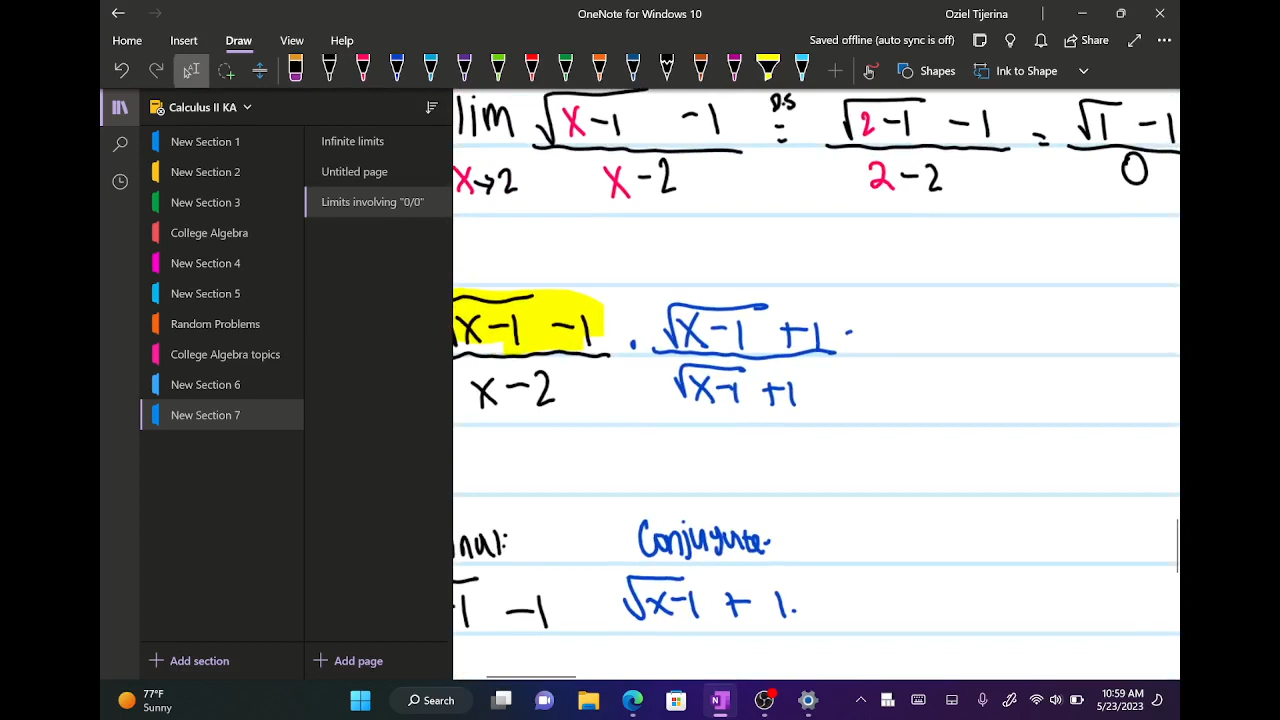 OneNote for Windows 10
Oziel Tijerina
Home Insert Draw View Help
Saved offline (auto sync is off)
Share
Shapes
Ink to Shape
Calculus II KA
New Section 1
New Section 2
New Section 3
College Algebra
New Section 4
New Section 5
Random Problems
College Algebra topics
New Section 6
New Section 7
Add section
Infinite limits
Untitled page
Limits involving "0/0"
Add page
lim x→2 (√(x-1) -1)/(x-2) D.S = (√(2-1) -1)/(2-2) = (√1 -1)/0
(√x-1 -1)/(x-2) · (√(x-1) +1)/(√(x-1) +1)
nal: Conjugate
-1 -1 √x-1 + 1.
77°F
Sunny
Search
10:59 AM
5/23/2023